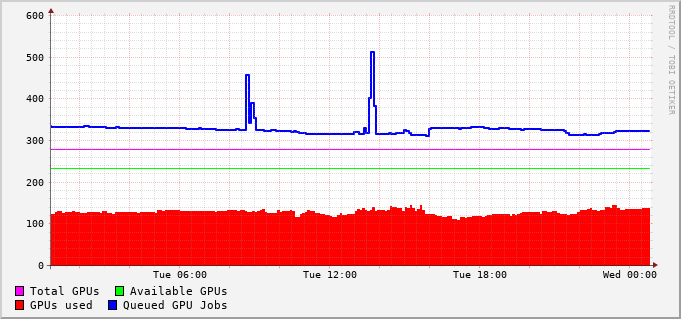 600
500
400
300
200
100
0
Tue 06:00 Tue 12:00 Tue 18:00 Wed 00:00
Total GPUs Available GPUs
GPUs used Queued GPU Jobs
RRDTOOL / TOBI OETIKER